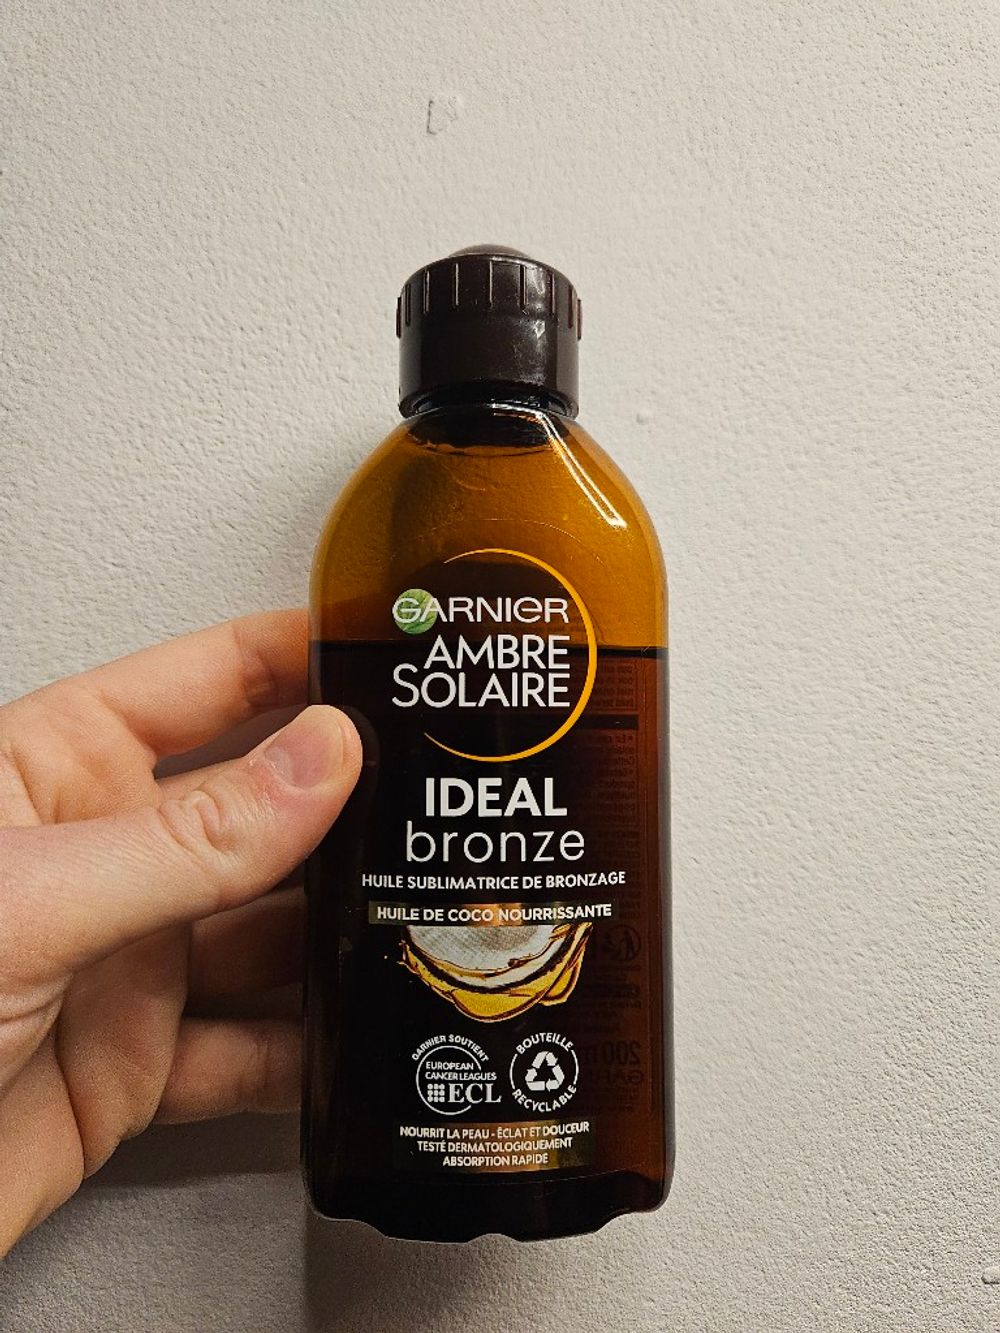 GARNIER
AMBRE
SOLAIRE
IDEAL
bronze
HUILE SUBLIMATRICE DE BRONZAGE
HUILE DE COCO NOURRISSANTE
GARNIER SOUTIENT
EUROPEAN
CANCER LEAGUES
ECL
BOUTEILLE
RECYCLABLE
NOURRIT LA PEAU - ÉCLAT ET DOUCEUR
TESTÉ DERMATOLOGIQUEMENT
ABSORPTION RAPIDE